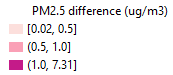 PM2.5 difference (ug/m3)
[0.02, 0.5]
(0.5, 1.0]
(1.0, 7.31]